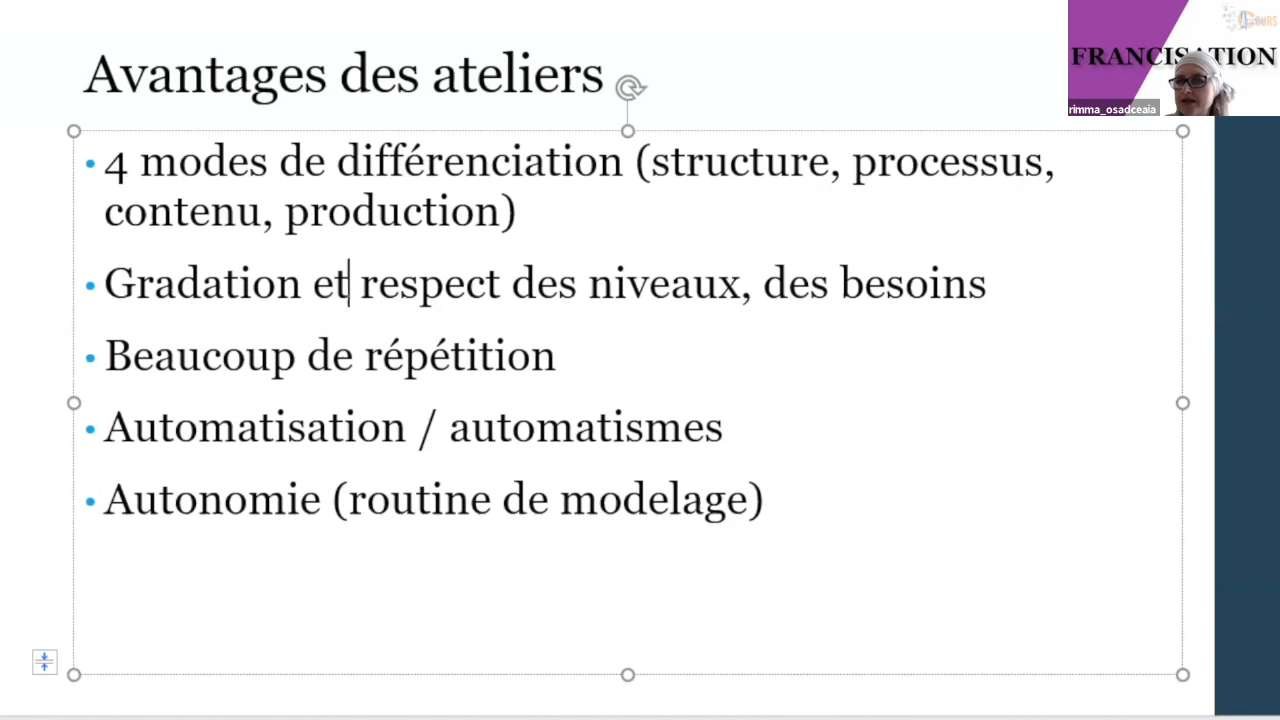 Avantages des ateliers
FRANCISATION
rimma_osadceaia
• 4 modes de différenciation (structure, processus,
contenu, production)
• Gradation et respect des niveaux, des besoins
• Beaucoup de répétition
• Automatisation / automatismes
• Autonomie (routine de modelage)